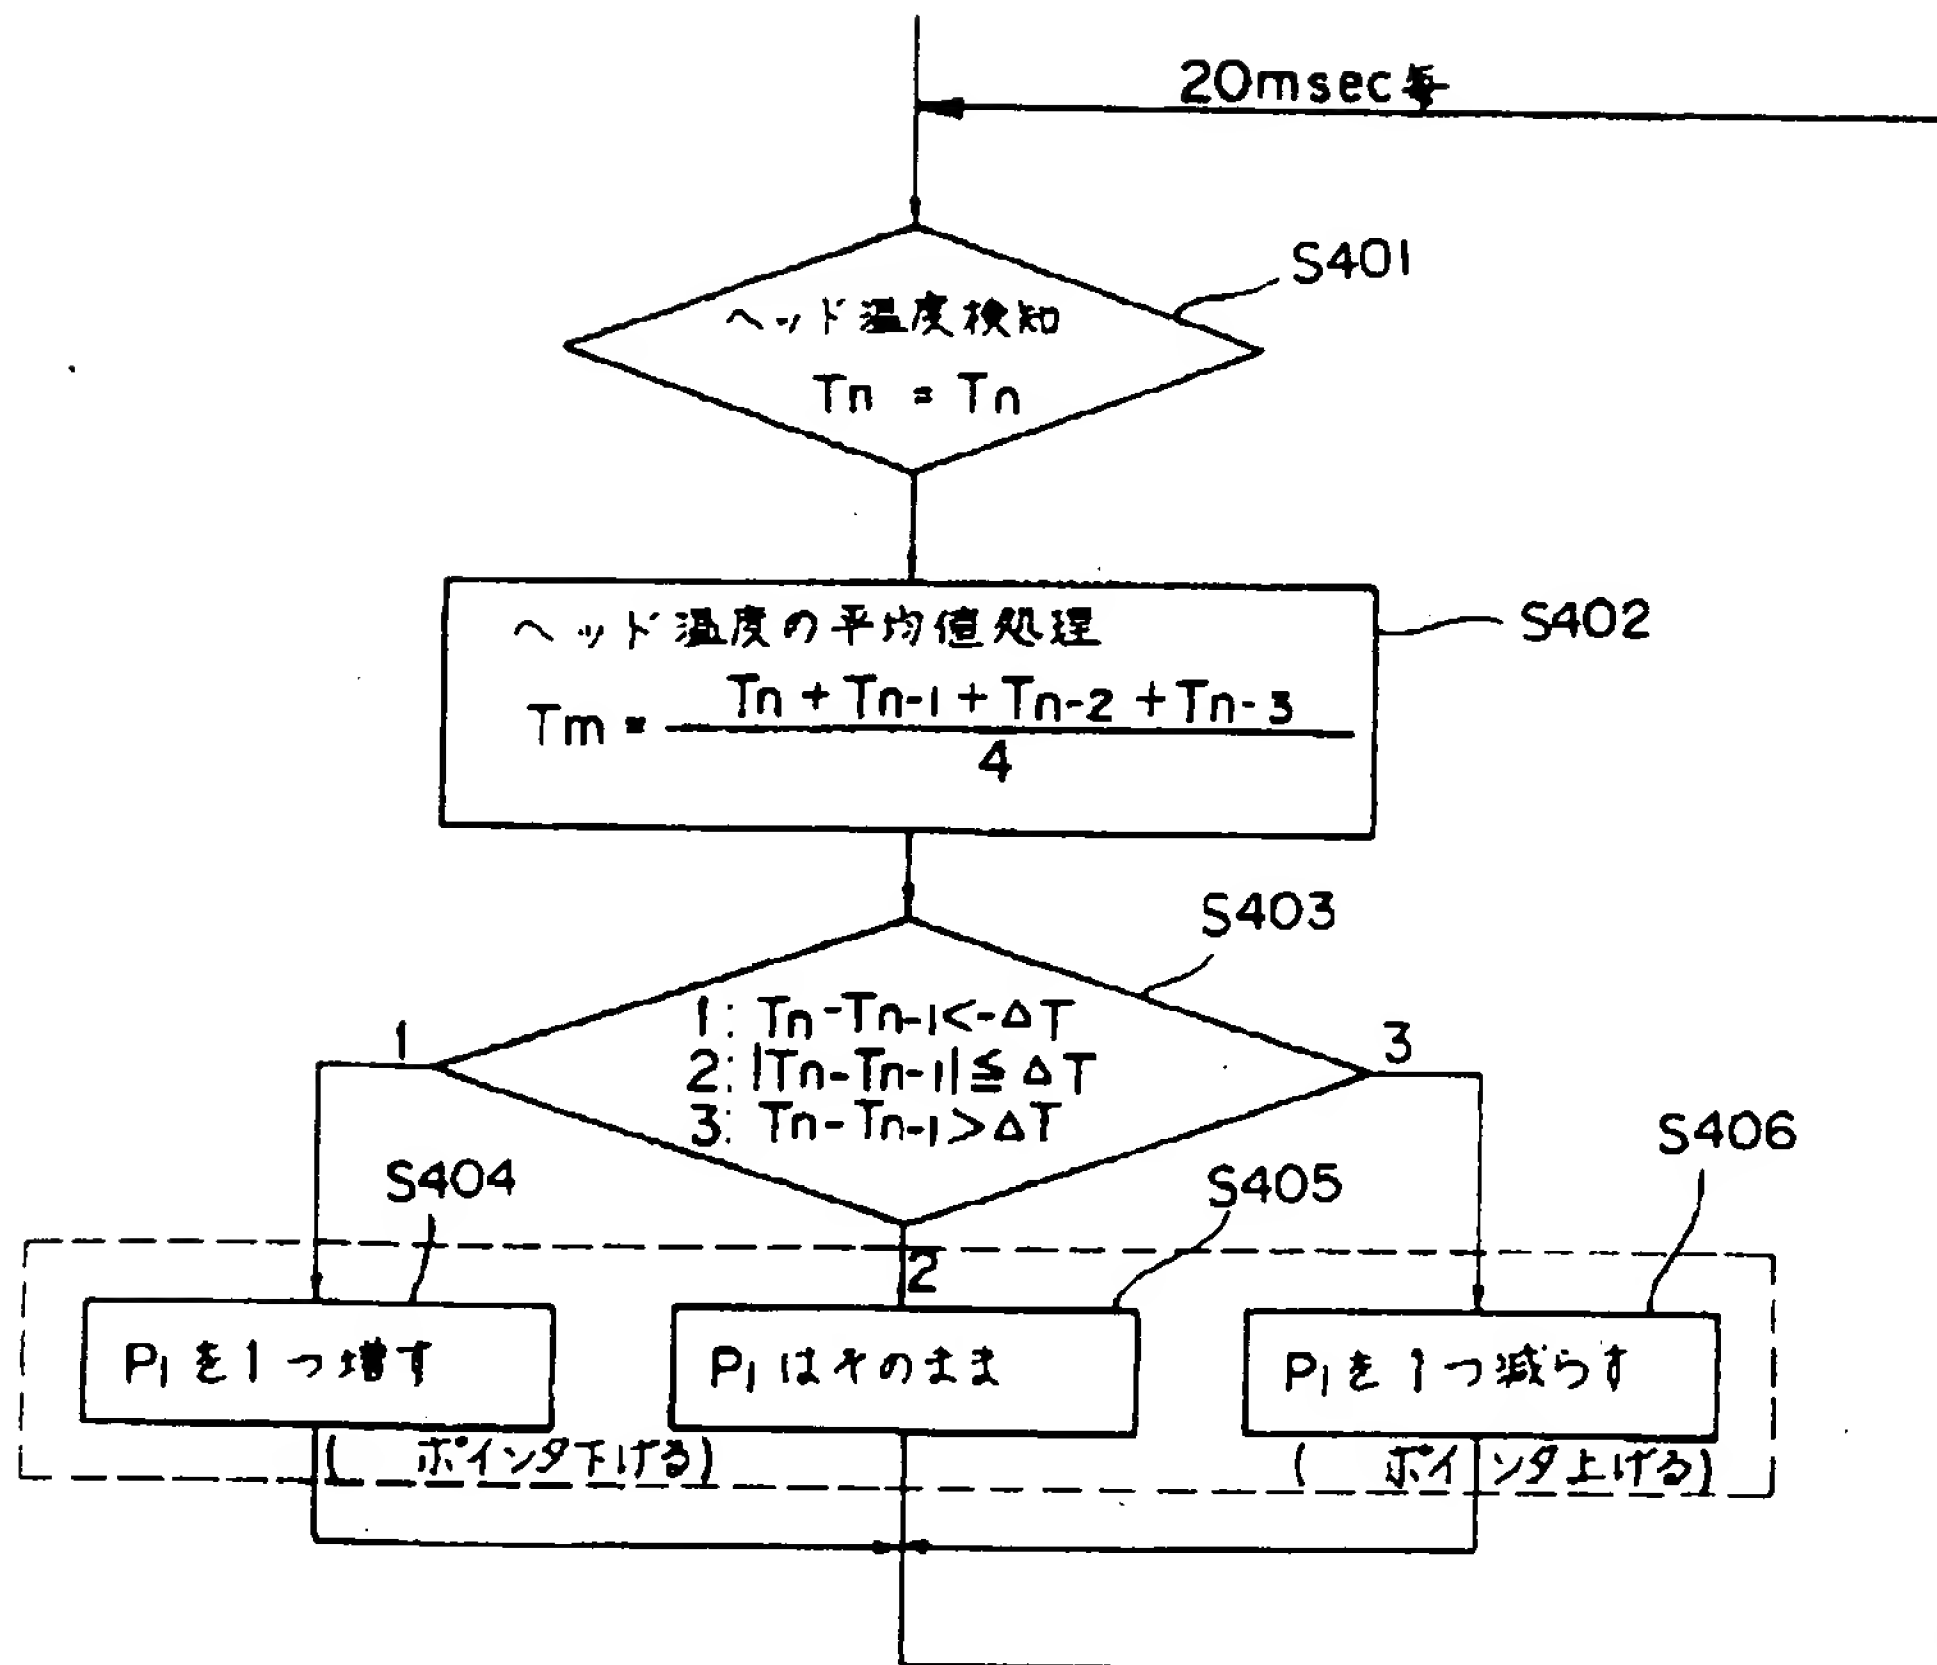 20msec毎
S401
ヘッド温度検知
Tn = Tn
S402
ヘッド温度の平均値処理
Tn + Tn-1 + Tn-2 + Tn-3
Tm =
4
S403
1: Tn-Tn-1<-ΔT
2: |Tn-Tn-1|≦ΔT
3: Tn-Tn-1>ΔT
1
3
2
S404
S405
S406
P1を1つ増す
P1はそのまま
P1を1つ減らす
( ポインタ下げる)
( ポインタ上げる)